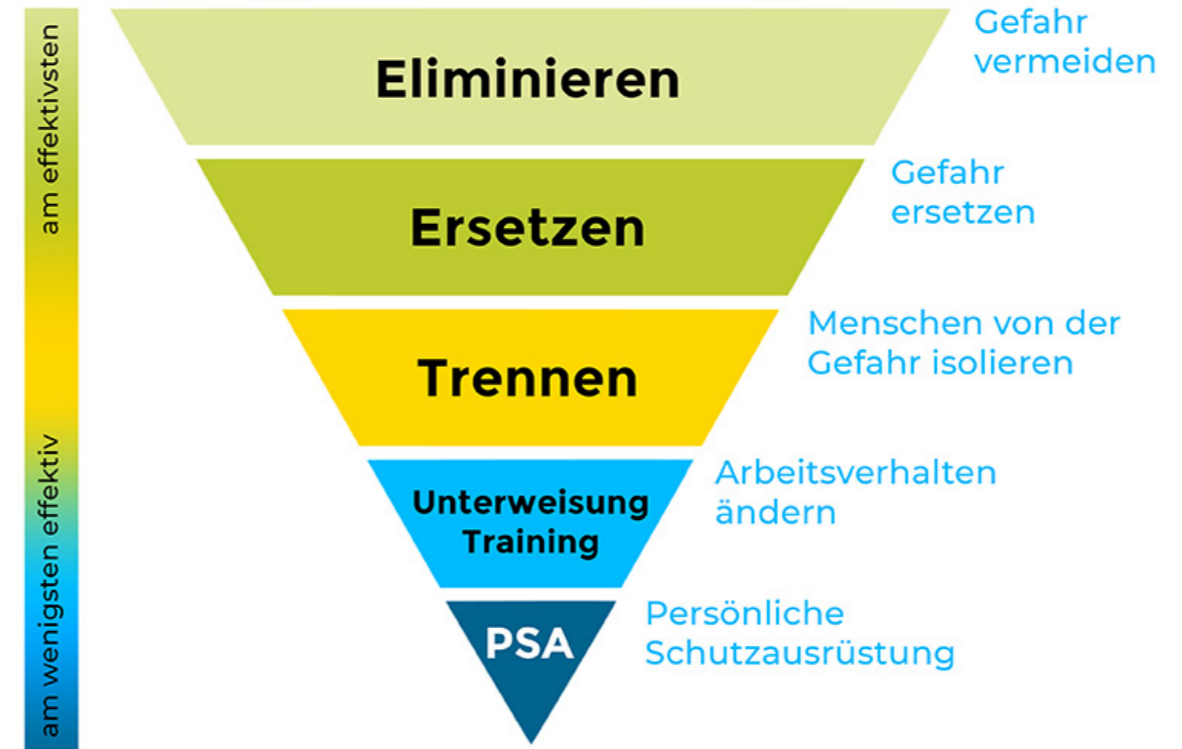 am effektivsten
am wenigsten effektiv
Eliminieren
Gefahr
vermeiden
Ersetzen
Gefahr
ersetzen
Trennen
Menschen von der
Gefahr isolieren
Unterweisung
Training
Arbeitsverhalten
ändern
PSA
Persönliche
Schutzausrüstung